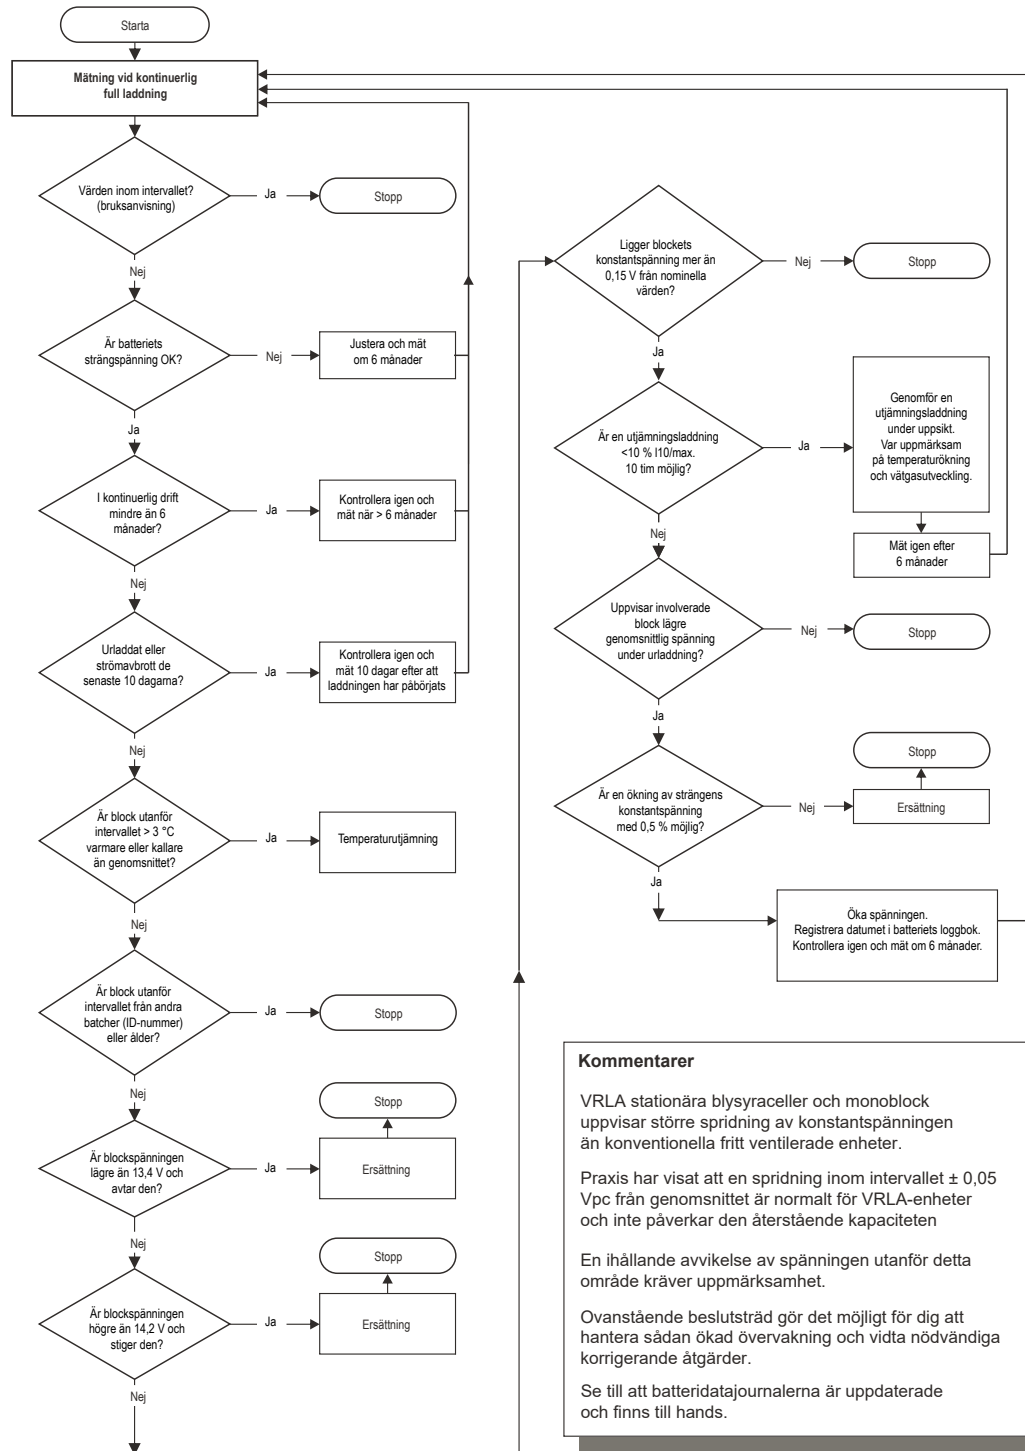 Starta
Mätning vid kontinuerlig
full laddning
Värden inom intervallet?
(bruksanvisning)
Ja
Stopp
Nej
Är batteriets
strängspänning OK?
Nej
Justera och mät
om 6 månader
Ja
I kontinuerlig drift
mindre än 6
månader?
Ja
Kontrollera igen och
mät när > 6 månader
Nej
Urladdat eller
strömavbrott de
senaste 10 dagarna?
Ja
Kontrollera igen och
mät 10 dagar efter att
laddningen har påbörjats
Nej
Är block utanför
intervallet > 3 °C
varmare eller kallare
än genomsnittet?
Ja
Temperaturutjämning
Nej
Är block utanför
intervallet från andra
batcher (ID-nummer)
eller ålder?
Ja
Stopp
Nej
Är blockspänningen
lägre än 13,4 V och
avtar den?
Ja
Ersättning
Stopp
Nej
Är blockspänningen
högre än 14,2 V och
stiger den?
Ja
Ersättning
Stopp
Nej
Ligger blockets
konstantspänning mer än
0,15 V från nominella
värden?
Nej
Stopp
Ja
Är en utjämningsladdning
<10 % I10/max.
10 tim möjlig?
Ja
Genomför en
utjämningsladdning
under uppsikt.
Var uppmärksam
på temperaturökning
och vätgasutveckling.
Mät igen efter
6 månader
Nej
Uppvisar involverade
block lägre
genomsnittlig spänning
under urladdning?
Nej
Stopp
Ja
Är en ökning av strängens
konstantspänning
med 0,5 % möjlig?
Nej
Ersättning
Stopp
Ja
Öka spänningen.
Registrera datumet i batteriets loggbok.
Kontrollera igen och mät om 6 månader.
Kommentarer
VRLA stationära blysyraceller och monoblock
uppvisar större spridning av konstantspänningen
än konventionella fritt ventilerade enheter.
Praxis har visat att en spridning inom intervallet ± 0,05
Vpc från genomsnittet är normalt för VRLA-enheter
och inte påverkar den återstående kapaciteten
En ihållande avvikelse av spänningen utanför detta
område kräver uppmärksamhet.
Ovanstående beslutsträd gör det möjligt för dig att
hantera sådan ökad övervakning och vidta nödvändiga
korrigerande åtgärder.
Se till att batteridatajournalerna är uppdaterade
och finns till hands.